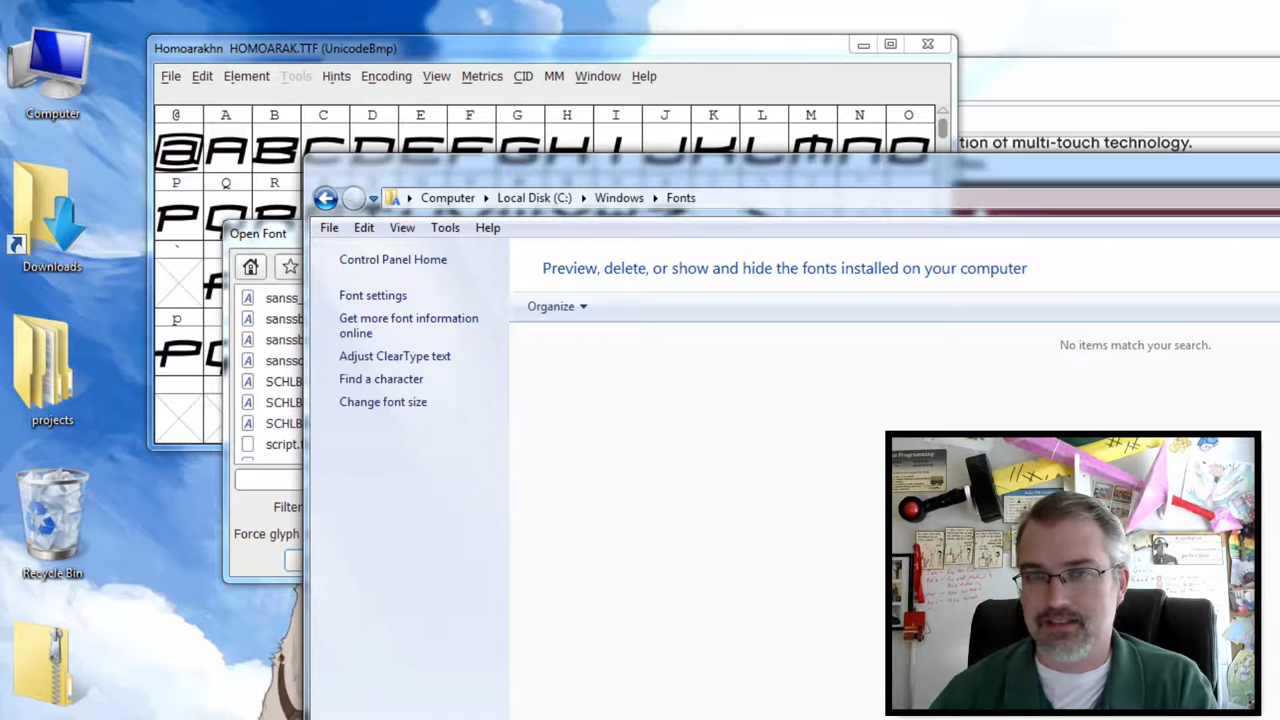 Computer
Downloads
projects
Recycle Bin
Homoarakhn HOMOARAK.TTF (UnicodeBmp)
File Edit Element Tools Hints Encoding View Metrics CID MM Window Help
@ A B C D E F G H I J K L M N O
@ A B C D E F G H I J K L M N O
P Q R
P Q R
`
p
tion of multi-touch technology.
Open Font
sanss_
sanssb
sanssb
sanssd
SCHLB
SCHLB
SCHLB
script.
Filter
Force glyph
Computer Local Disk (C:) Windows Fonts
File Edit View Tools Help
Control Panel Home
Font settings
Get more font information
online
Adjust ClearType text
Find a character
Change font size
Preview, delete, or show and hide the fonts installed on your computer
Organize
No items match your search.